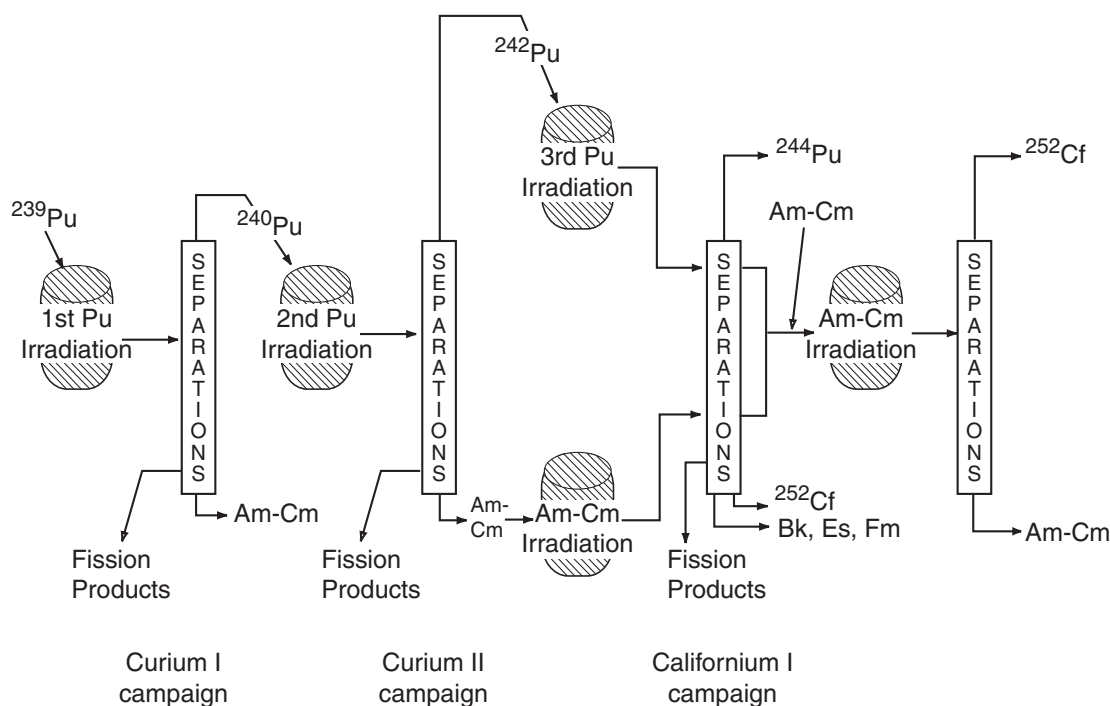 ²³⁹Pu
1st Pu
Irradiation
SEPARATIONS
Fission
Products
Am-Cm
²⁴⁰Pu
2nd Pu
Irradiation
SEPARATIONS
Fission
Products
Am-
Cm
Am-Cm
Irradiation
²⁴²Pu
3rd Pu
Irradiation
SEPARATIONS
²⁴⁴Pu
Am-Cm
Fission
Products
²⁵²Cf
Bk, Es, Fm
Am-Cm
Irradiation
SEPARATIONS
²⁵²Cf
Am-Cm
Curium I
campaign
Curium II
campaign
Californium I
campaign